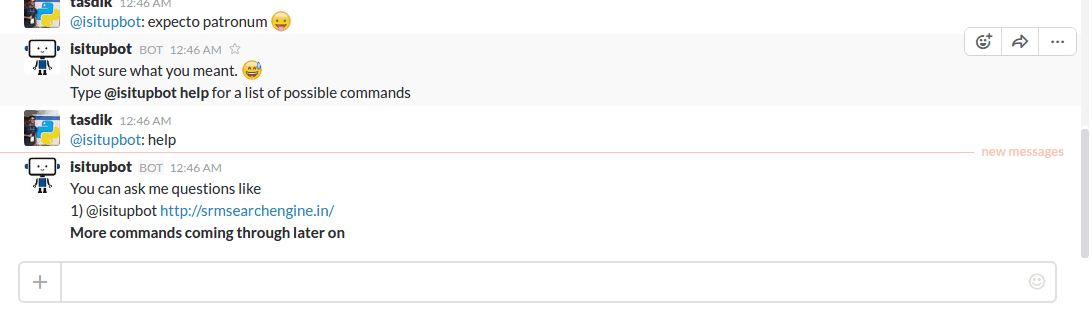 tasdik 12:46 AM
@isitupbot: expecto patronum 😛
isitupbot BOT 12:46 AM
Not sure what you meant. 😅
Type @isitupbot help for a list of possible commands
tasdik 12:46 AM
@isitupbot: help
new messages
isitupbot BOT 12:46 AM
You can ask me questions like
1) @isitupbot http://srmsearchengine.in/
More commands coming through later on